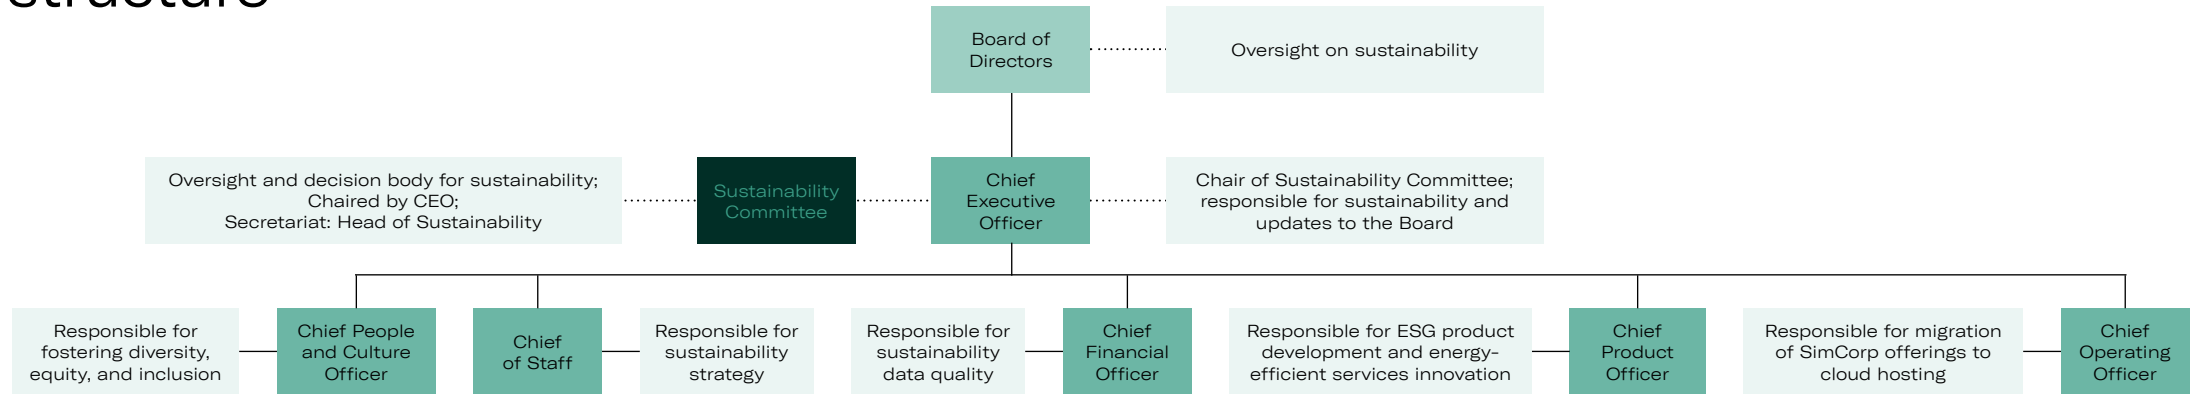 structure
Board of
Directors
Oversight on sustainability
Oversight and decision body for sustainability;
Chaired by CEO;
Secretariat: Head of Sustainability
Sustainability
Committee
Chief
Executive
Officer
Chair of Sustainability Committee;
responsible for sustainability and
updates to the Board
Responsible for
fostering diversity,
equity, and inclusion
Chief People
and Culture
Officer
Chief
of Staff
Responsible for
sustainability
strategy
Responsible for
sustainability
data quality
Chief
Financial
Officer
Responsible for ESG product
development and energy-
efficient services innovation
Chief
Product
Officer
Responsible for migration
of SimCorp offerings to
cloud hosting
Chief
Operating
Officer